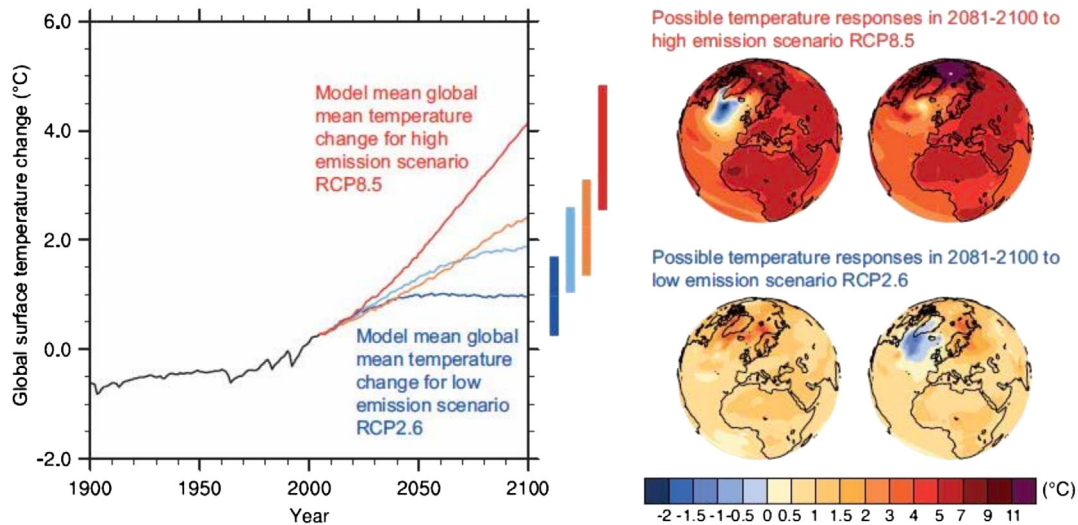 6.0
4.0
2.0
0.0
-2.0
Global surface temperature change (°C)
1900
1950
2000
2050
2100
Year
Model mean global
mean temperature
change for high
emission scenario
RCP8.5
Model mean global
mean temperature
change for low
emission scenario
RCP2.6
Possible temperature responses in 2081-2100 to
high emission scenario RCP8.5
Possible temperature responses in 2081-2100 to
low emission scenario RCP2.6
(°C)
-2 -1.5 -1 -0.5 0 0.5 1 1.5 2 3 4 5 7 9 11